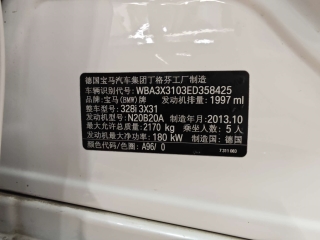 德国宝马汽车集团丁格芬工厂制造
车辆识别代号: WBA3X3103ED358425
品牌:宝马(BMW)牌 发动机排量: 1997 ml
整车型号: 328i 3X31
发动机型号: N20B20A 制造年月:2013.10
最大允许总质量: 2170 kg 乘坐人数: 5 人
发动机最大净功率: 180 kW 制造国: 德国
颜色代码/色圈: A96/ 0